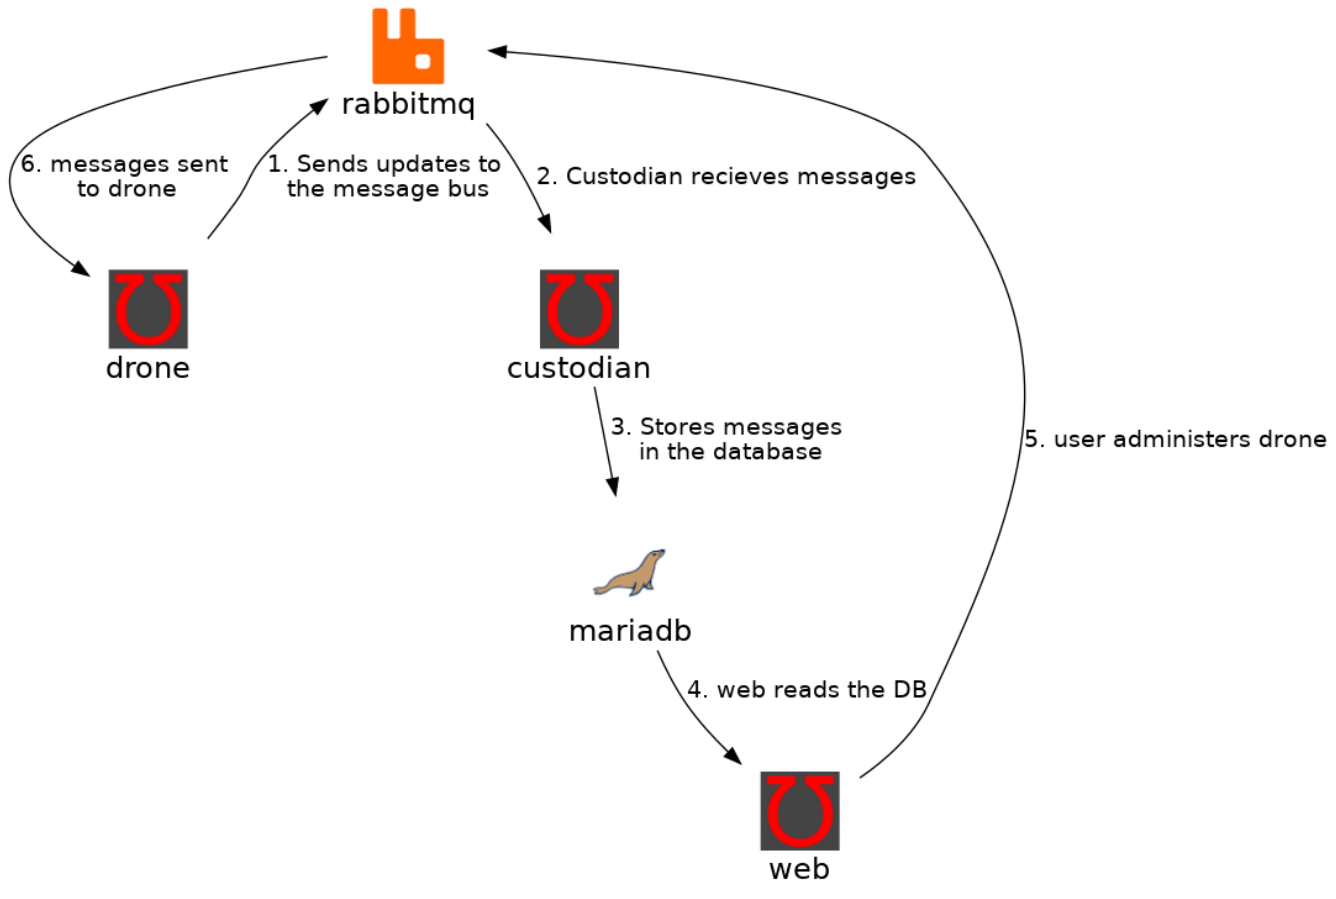 rabbitmq
6. messages sent
to drone
1. Sends updates to
the message bus
2. Custodian recieves messages
drone
custodian
3. Stores messages
in the database
5. user administers drone
mariadb
4. web reads the DB
web